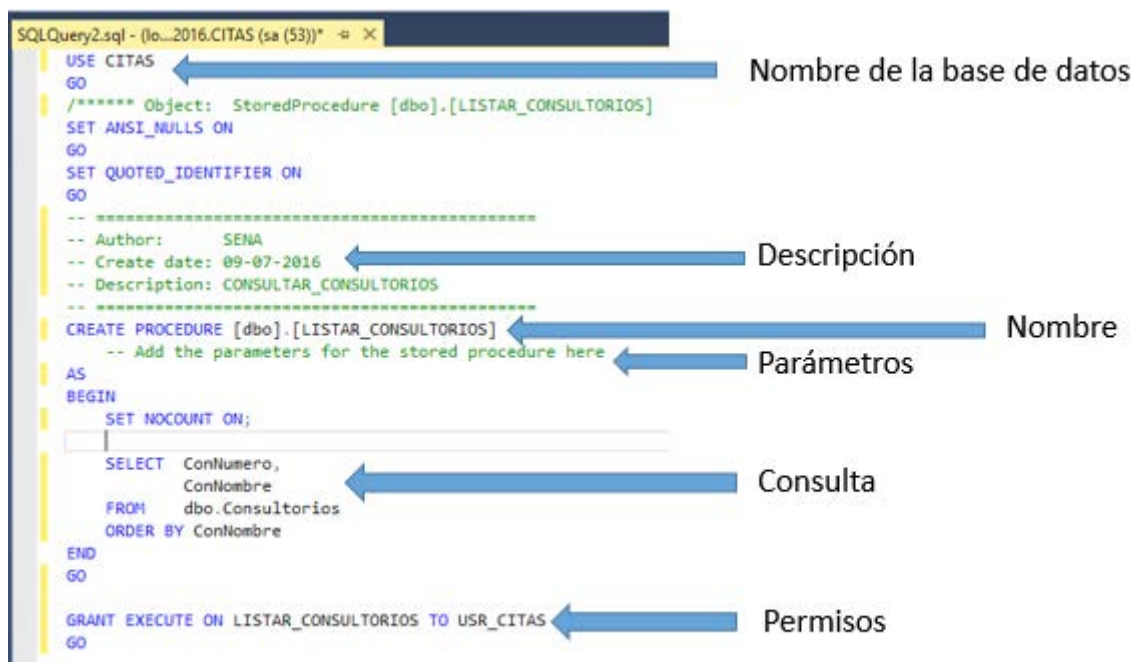 SQLQuery2.sql - (lo...2016.CITAS (sa (53))* ✕
USE CITAS
Nombre de la base de datos
GO
/****** Object:  StoredProcedure [dbo].[LISTAR_CONSULTORIOS]
SET ANSI_NULLS ON
GO
SET QUOTED_IDENTIFIER ON
GO
-- =============================================
-- Author:      SENA
-- Create date: 09-07-2016
Descripción
-- Description: CONSULTAR_CONSULTORIOS
-- =============================================
CREATE PROCEDURE [dbo].[LISTAR_CONSULTORIOS]
Nombre
-- Add the parameters for the stored procedure here
Parámetros
AS
BEGIN
SET NOCOUNT ON;
SELECT  ConNumero,
ConNombre
Consulta
FROM    dbo.Consultorios
ORDER BY ConNombre
END
GO
GRANT EXECUTE ON LISTAR_CONSULTORIOS TO USR_CITAS
Permisos
GO